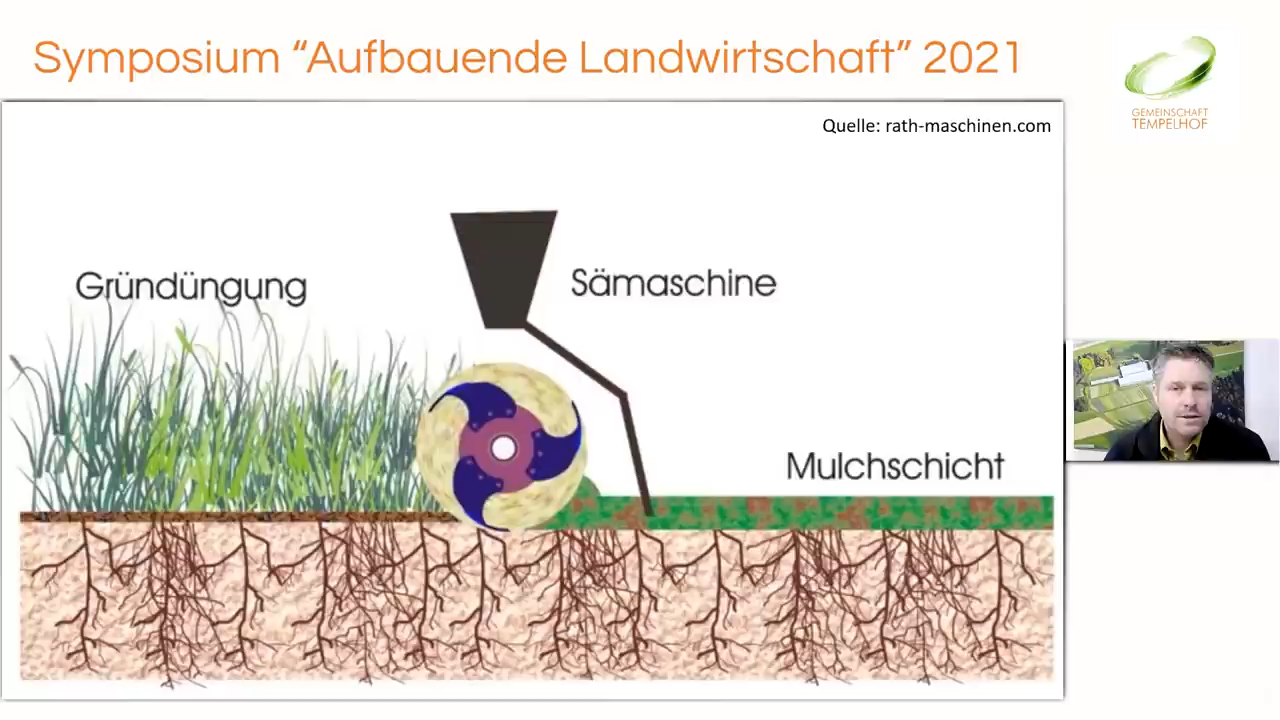 Symposium “Aufbauende Landwirtschaft” 2021
GEMEINSCHAFT
TEMPELHOF
Quelle: rath-maschinen.com
Gründüngung
Sämaschine
Mulchschicht